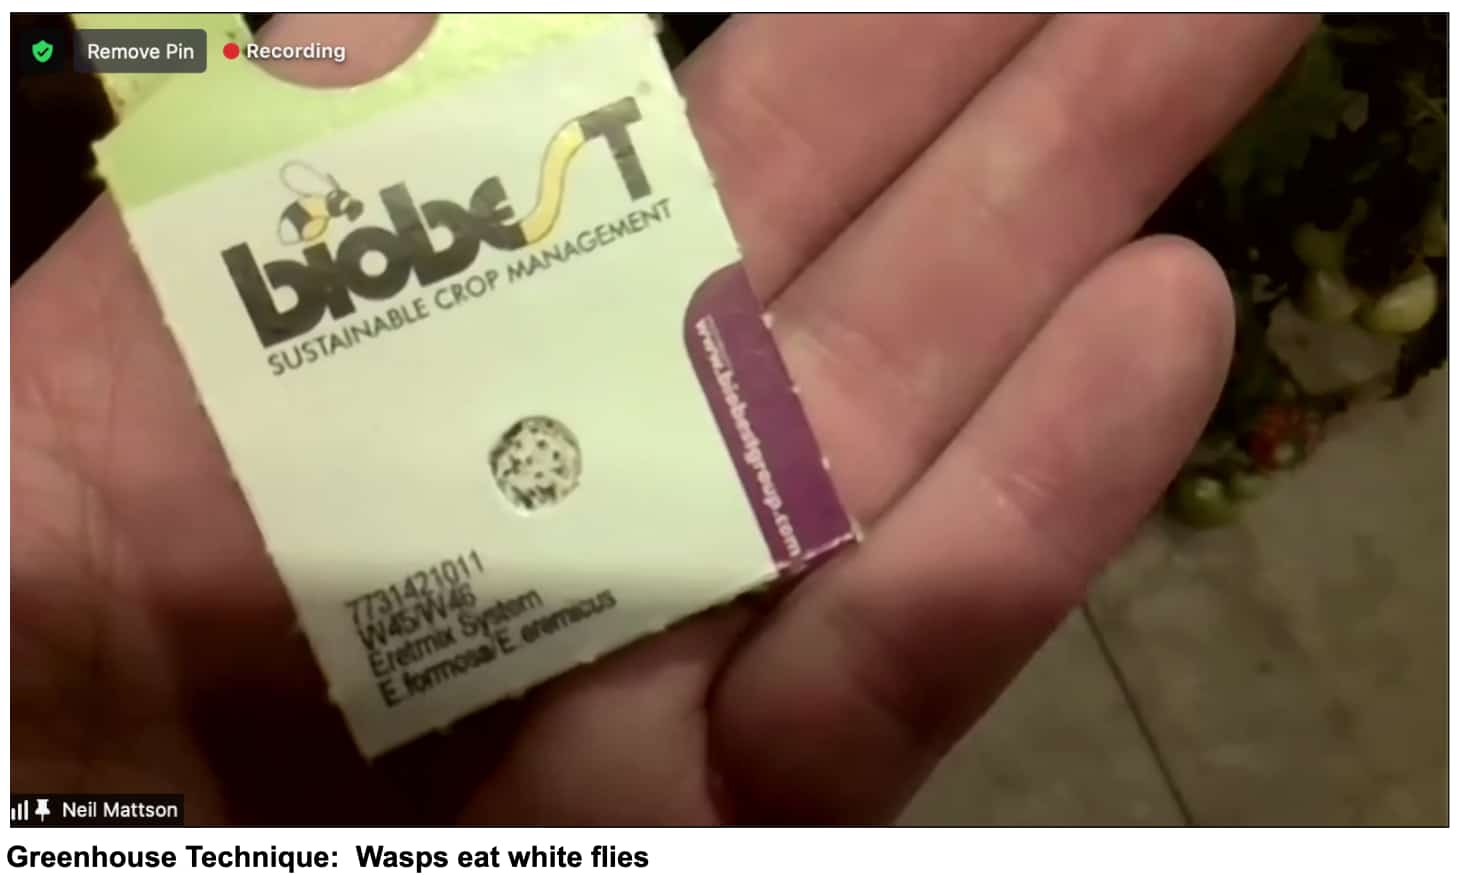 Remove Pin
Recording
biobest
SUSTAINABLE CROP MANAGEMENT
www.biobestgroup.com
7731421011
W45/W46
Eretmix System
E.formosa/E.eremicus
Neil Mattson
Greenhouse Technique: Wasps eat white flies